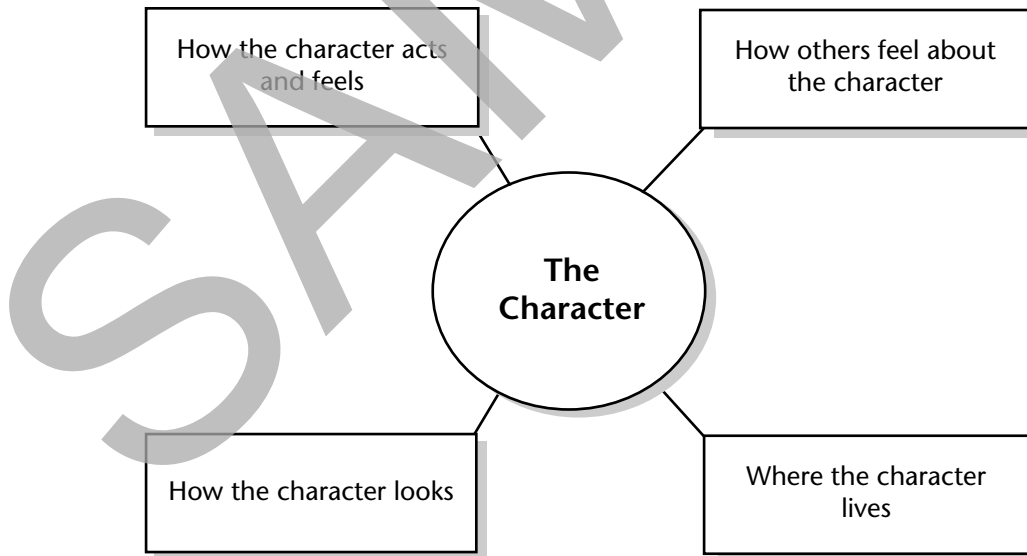 How the character acts
and feels
How others feel about
the character
The
Character
How the character looks
Where the character
lives